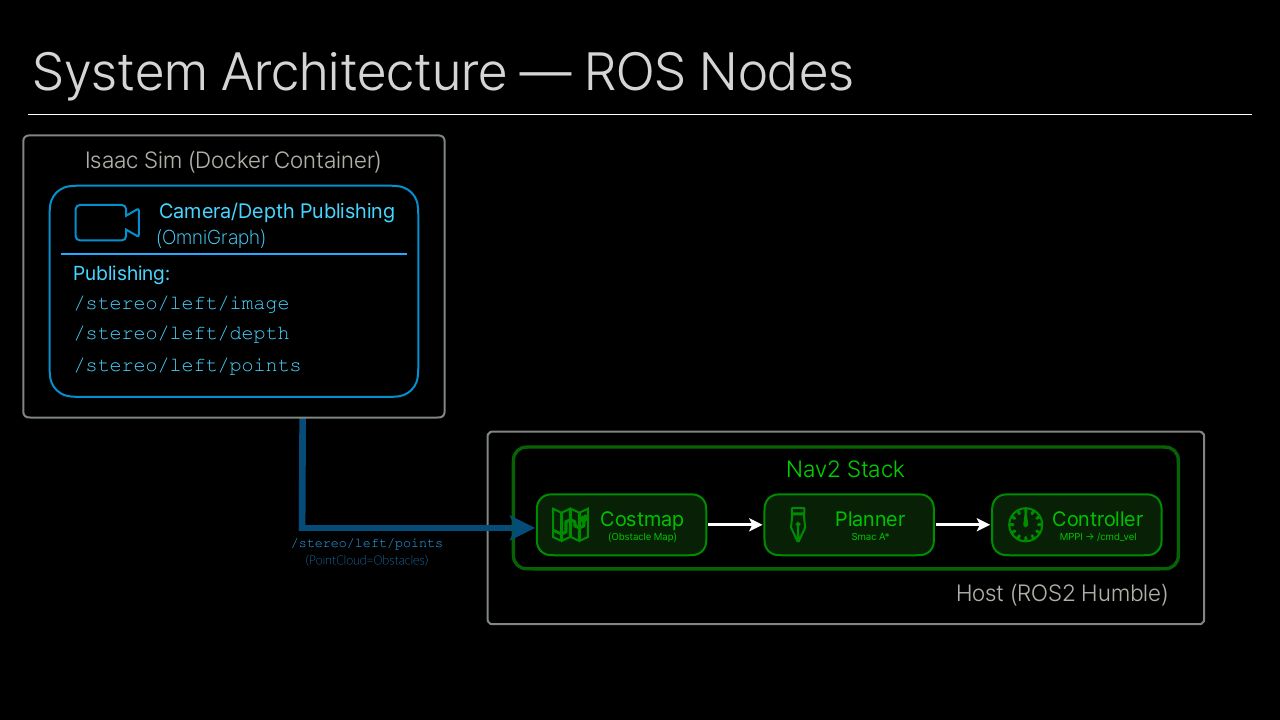 System Architecture — ROS Nodes
Isaac Sim (Docker Container)
Camera/Depth Publishing
(OmniGraph)
Publishing:
/stereo/left/image
/stereo/left/depth
/stereo/left/points
/stereo/left/points
(PointCloud=Obstacles)
Nav2 Stack
Costmap
(Obstacle Map)
Planner
Smac A*
Controller
MPPI → /cmd_vel
Host (ROS2 Humble)